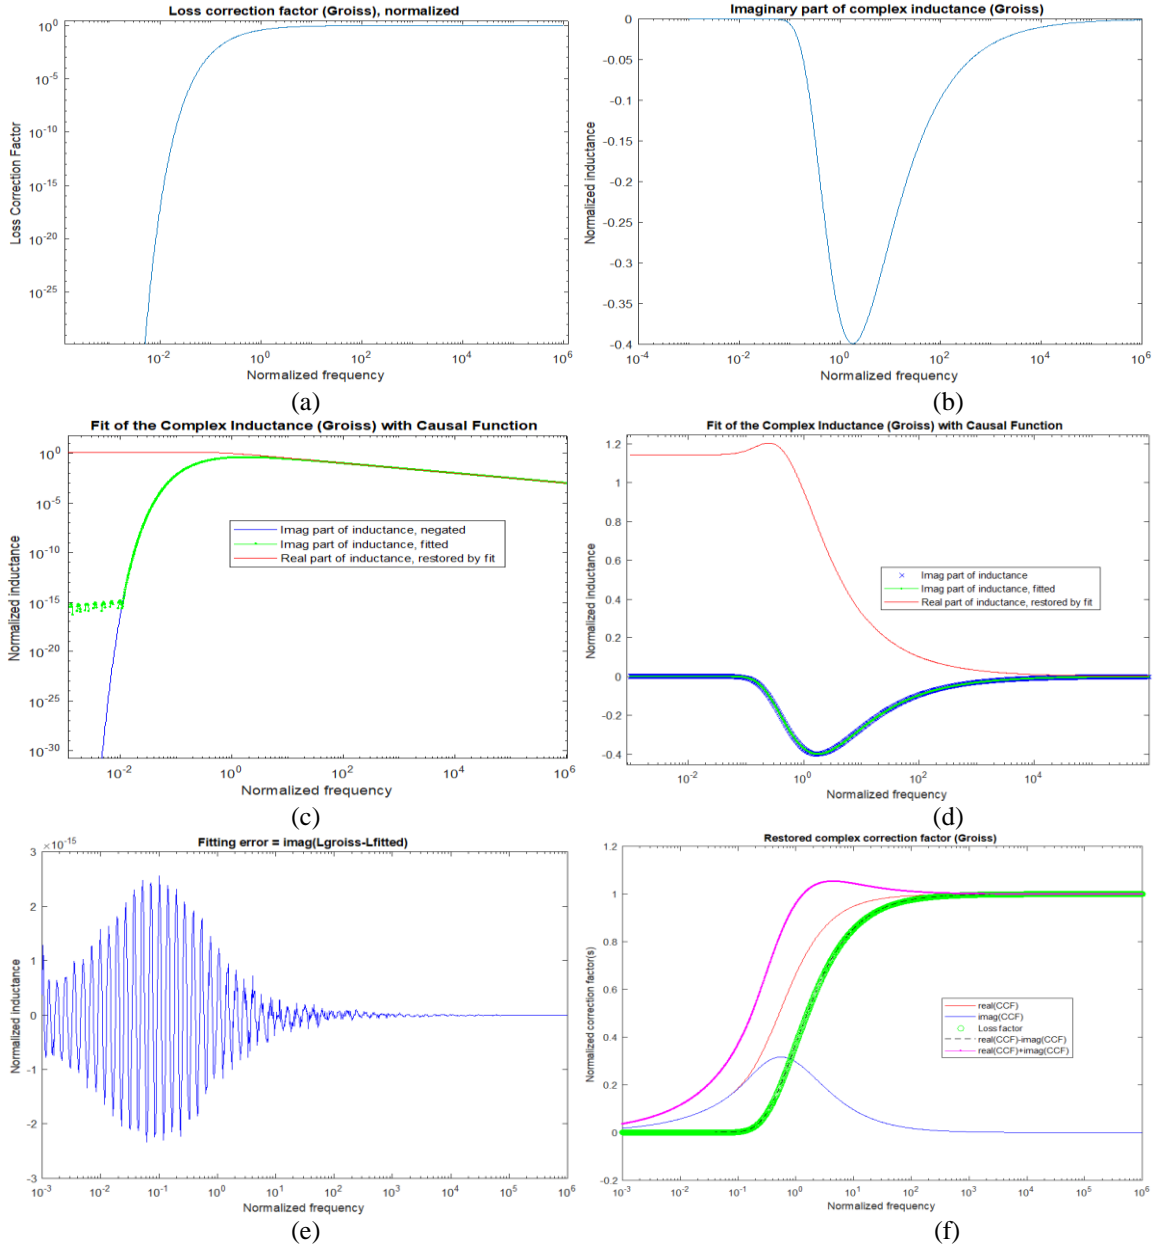 Loss correction factor (Groiss), normalized
10^0
10^-5
10^-10
10^-15
10^-20
10^-25
Loss Correction Factor
10^-2 10^0 10^2 10^4 10^6
Normalized frequency
(a)
Imaginary part of complex inductance (Groiss)
0
-0.05
-0.1
-0.15
-0.2
-0.25
-0.3
-0.35
-0.4
Normalized inductance
10^-4 10^-2 10^0 10^2 10^4 10^6
Normalized frequency
(b)
Fit of the Complex Inductance (Groiss) with Causal Function
10^0
10^-5
10^-10
10^-15
10^-20
10^-25
10^-30
Normalized inductance
Imag part of inductance, negated
Imag part of inductance, fitted
Real part of inductance, restored by fit
10^-2 10^0 10^2 10^4 10^6
Normalized frequency
(c)
Fit of the Complex Inductance (Groiss) with Causal Function
1.2
1
0.8
0.6
0.4
0.2
0
-0.2
-0.4
Normalized inductance
Imag part of inductance
Imag part of inductance, fitted
Real part of inductance, restored by fit
10^-2 10^0 10^2 10^4
Normalized frequency
(d)
Fitting error = imag(Lgroiss-Lfitted)
×10^-15
3
2
1
0
-1
-2
-3
Normalized inductance
10^-3 10^-2 10^-1 10^0 10^1 10^2 10^3 10^4 10^5 10^6
Normalized frequency
(e)
Restored complex correction factor (Groiss)
1.2
1
0.8
0.6
0.4
0.2
0
-0.2
Normalized correction factor(s)
real(CCF)
imag(CCF)
Loss factor
real(CCF)-imag(CCF)
real(CCF)+imag(CCF)
10^-3 10^-2 10^-1 10^0 10^1 10^2 10^3 10^4 10^5 10^6
Normalized frequency
(f)